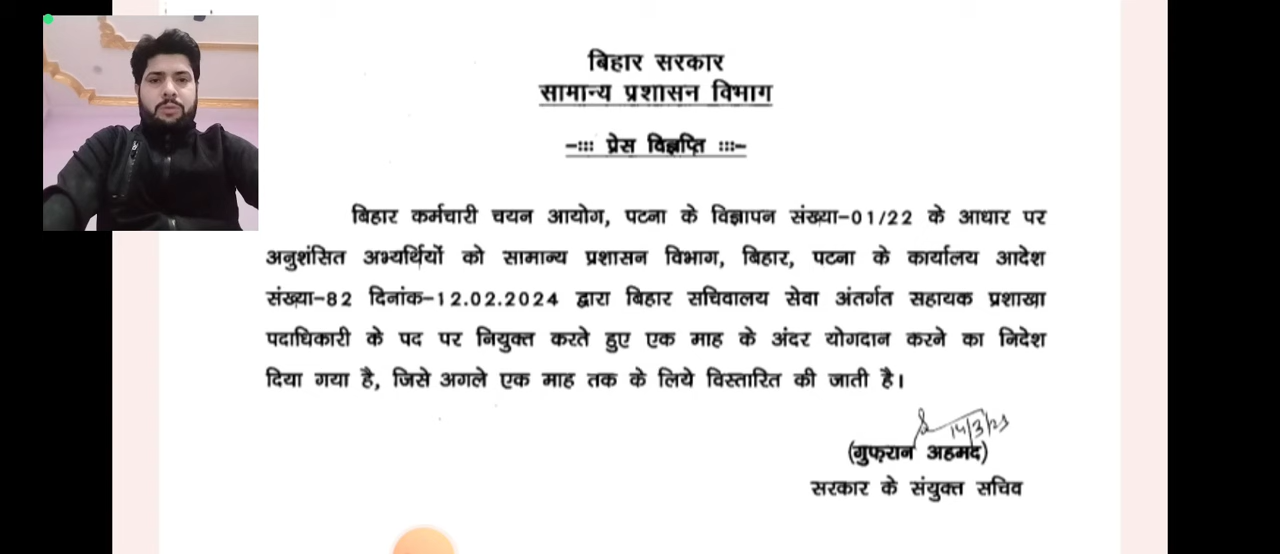 बिहार सरकार
सामान्य प्रशासन विभाग
-::: प्रेस विज्ञप्ति :::-
बिहार कर्मचारी चयन आयोग, पटना के विज्ञापन संख्या-01/22 के आधार पर
अनुशंसित अभ्यर्थियों को सामान्य प्रशासन विभाग, बिहार, पटना के कार्यालय आदेश
संख्या-82 दिनांक-12.02.2024 द्वारा बिहार सचिवालय सेवा अंतर्गत सहायक प्रशाखा
पदाधिकारी के पद पर नियुक्त करते हुए एक माह के अंदर योगदान करने का निदेश
दिया गया है, जिसे अगले एक माह तक के लिये विस्तारित की जाती है।
(गुफ़रान अहमद)
सरकार के संयुक्त सचिव